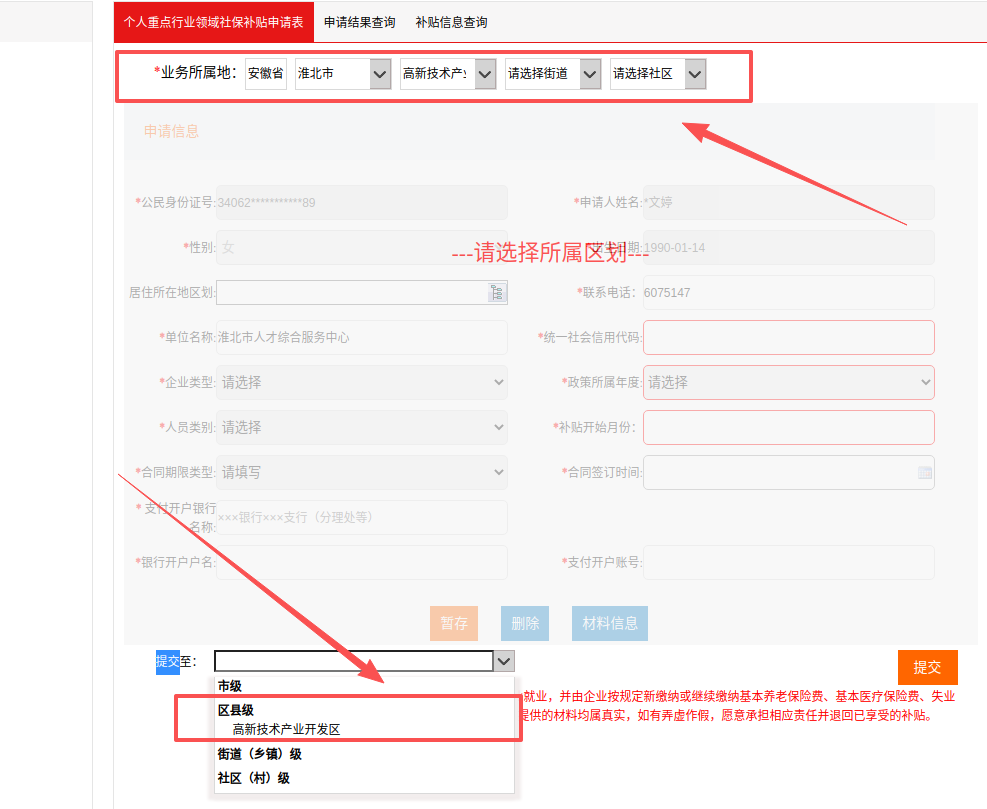 个人重点行业领域社保补贴申请表 申请结果查询 补贴信息查询
*业务所属地: 安徽省 淮北市 高新技术产业 请选择街道 请选择社区
申请信息
*公民身份证号: 34062***********89 *申请人姓名: *文婷
*性别: 女 *出生日期: 1990-01-14
---请选择所属区划---
居住所在地区划: *联系电话: 6075147
*单位名称: 淮北市人才综合服务中心 *统一社会信用代码:
*企业类型: 请选择 *政策所属年度: 请选择
*人员类别: 请选择 *补贴开始月份:
*合同期限类型: 请填写 *合同签订时间:
* 支付开户银行
名称: ×××银行×××支行（分理处等）
*银行开户户名: *支付开户账号:
暂存 删除 材料信息
提交至: 提交
市级
就业，并由企业按规定新缴纳或继续缴纳基本养老保险费、基本医疗保险费、失业
区县级
提供的材料均属真实，如有弄虚作假，愿意承担相应责任并退回已享受的补贴。
高新技术产业开发区
街道（乡镇）级
社区（村）级